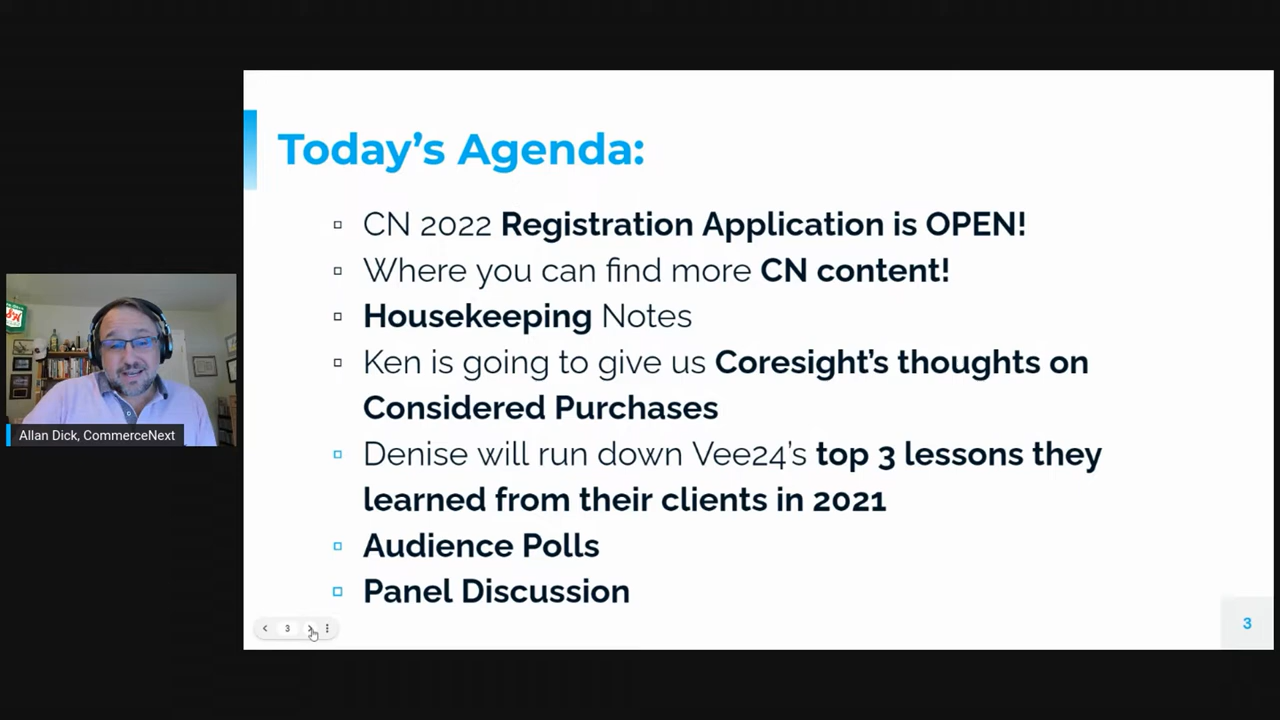 Today’s Agenda:
CN 2022 Registration Application is OPEN!
Where you can find more CN content!
Housekeeping Notes
Ken is going to give us Coresight’s thoughts on
Considered Purchases
Denise will run down Vee24’s top 3 lessons they
learned from their clients in 2021
Audience Polls
Panel Discussion
Allan Dick, CommerceNext
3
3